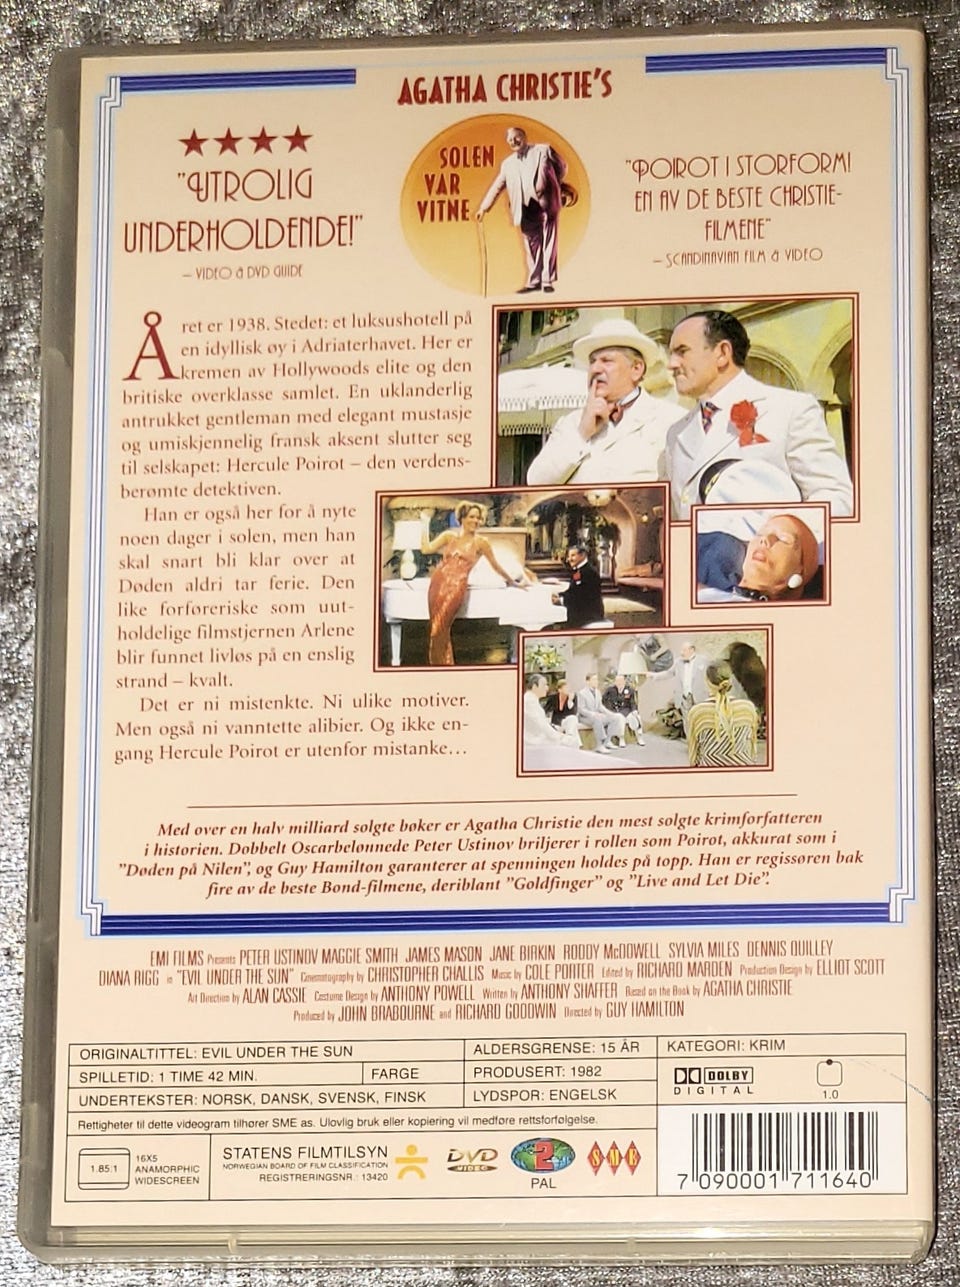 AGATHA CHRISTIE'S
SOLEN
VAR
VITNE
★★★★
"UTROLIG
UNDERHOLDENDE!"
– VIDEO & DVD GUIDE
"POIROT I STORFORM!
EN AV DE BESTE CHRISTIE-
FILMENE"
– SCANDINAVIAN FILM & VIDEO
Året er 1938. Stedet: et luksushotell på
en idyllisk øy i Adriaterhavet. Her er
kremen av Hollywoods elite og den
britiske overklasse samlet. En uklanderlig
antrukket gentleman med elegant mustasje
og umiskjennelig fransk aksent slutter seg
til selskapet: Hercule Poirot – den verdens-
berømte detektiven.
Han er også her for å nyte
noen dager i solen, men han
skal snart bli klar over at
Døden aldri tar ferie. Den
like forføreriske som uut-
holdelige filmstjernen Arlene
blir funnet livløs på en enslig
strand – kvalt.
Det er ni mistenkte. Ni ulike motiver.
Men også ni vanntette alibier. Og ikke en-
gang Hercule Poirot er utenfor mistanke...
Med over en halv milliard solgte bøker er Agatha Christie den mest solgte krimforfatteren
i historien. Dobbelt Oscarbelønnede Peter Ustinov briljerer i rollen som Poirot, akkurat som i
"Døden på Nilen", og Guy Hamilton garanterer at spenningen holdes på topp. Han er regissøren bak
fire av de beste Bond-filmene, deriblant "Goldfinger" og "Live and Let Die".
EMI FILMS Presents PETER USTINOV MAGGIE SMITH JAMES MASON JANE BIRKIN RODDY McDOWELL SYLVIA MILES DENNIS QUILLEY
DIANA RIGG in "EVIL UNDER THE SUN" Cinematography by CHRISTOPHER CHALLIS Music by COLE PORTER Edited by RICHARD MARDEN Production Design by ELLIOT SCOTT
Art Direction by ALAN CASSIE Costume Design by ANTHONY POWELL Written by ANTHONY SHAFFER Based on the Book by AGATHA CHRISTIE
Produced by JOHN BRABOURNE and RICHARD GODWIN Directed by GUY HAMILTON
ORIGINALTITTEL: EVIL UNDER THE SUN
ALDERSGRENSE: 15 ÅR
KATEGORI: KRIM
SPILLETID: 1 TIME 42 MIN.
FARGE
PRODUSERT: 1982
UNDERTEKSTER: NORSK, DANSK, SVENSK, FINSK
LYDSPOR: ENGELSK
DOLBY
DIGITAL
1.0
Rettigheter til dette videogram tilhører SME as. Ulovlig bruk eller kopiering vil medføre rettsforfølgelse.
1.85:1
16X5
ANAMORPHIC
WIDESCREEN
STATENS FILMTILSYN
NORWEGIAN BOARD OF FILM CLASSIFICATION
REGISTRERINGSNR.: 13420
DVD
VIDEO
2
PAL
SMB
7 090001 711640